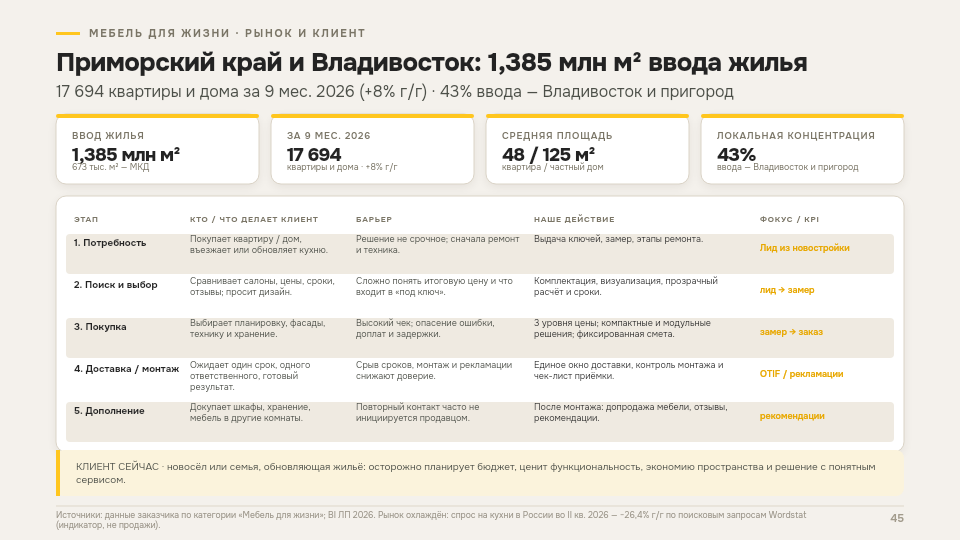 МЕБЕЛЬ ДЛЯ ЖИЗНИ · РЫНОК И КЛИЕНТ
Приморский край и Владивосток: 1,385 млн м² ввода жилья
17 694 квартиры и дома за 9 мес. 2026 (+8% г/г) · 43% ввода — Владивосток и пригород
ВВОД ЖИЛЬЯ
1,385 млн м²
673 тыс. м² — МКД
ЗА 9 МЕС. 2026
17 694
квартиры и дома · +8% г/г
СРЕДНЯЯ ПЛОЩАДЬ
48 / 125 м²
квартира / частный дом
ЛОКАЛЬНАЯ КОНЦЕНТРАЦИЯ
43%
ввода — Владивосток и пригород
ЭТАП
КТО / ЧТО ДЕЛАЕТ КЛИЕНТ
БАРЬЕР
НАШЕ ДЕЙСТВИЕ
ФОКУС / KPI
1. Потребность
Покупает квартиру / дом,
въезжает или обновляет кухню.
Решение не срочное; сначала ремонт
и техника.
Выдача ключей, замер, этапы ремонта.
Лид из новостройки
2. Поиск и выбор
Сравнивает салоны, цены, сроки,
отзывы; просит дизайн.
Сложно понять итоговую цену и что
входит в «под ключ».
Комплектация, визуализация, прозрачный
расчёт и сроки.
лид → замер
3. Покупка
Выбирает планировку, фасады,
технику и хранение.
Высокий чек; опасение ошибки,
доплат и задержки.
3 уровня цены; компактные и модульные
решения; фиксированная смета.
замер → заказ
4. Доставка / монтаж
Ожидает один срок, одного
ответственного, готовый
результат.
Срыв сроков, монтаж и рекламации
снижают доверие.
Единое окно доставки, контроль монтажа и
чек-лист приёмки.
OTIF / рекламации
5. Дополнение
Докупает шкафы, хранение,
мебель в другие комнаты.
Повторный контакт часто не
инициируется продавцом.
После монтажа: допродажа мебели, отзывы,
рекомендации.
рекомендации
КЛИЕНТ СЕЙЧАС · новосёл или семья, обновляющая жильё: осторожно планирует бюджет, ценит функциональность, экономию пространства и решение с понятным
сервисом.
Источники: данные заказчика по категории «Мебель для жизни»; BI ЛП 2026. Рынок охлаждён: спрос на кухни в России во II кв. 2026 — −26,4% г/г по поисковым запросам Wordstat
(индикатор, не продажи).
45